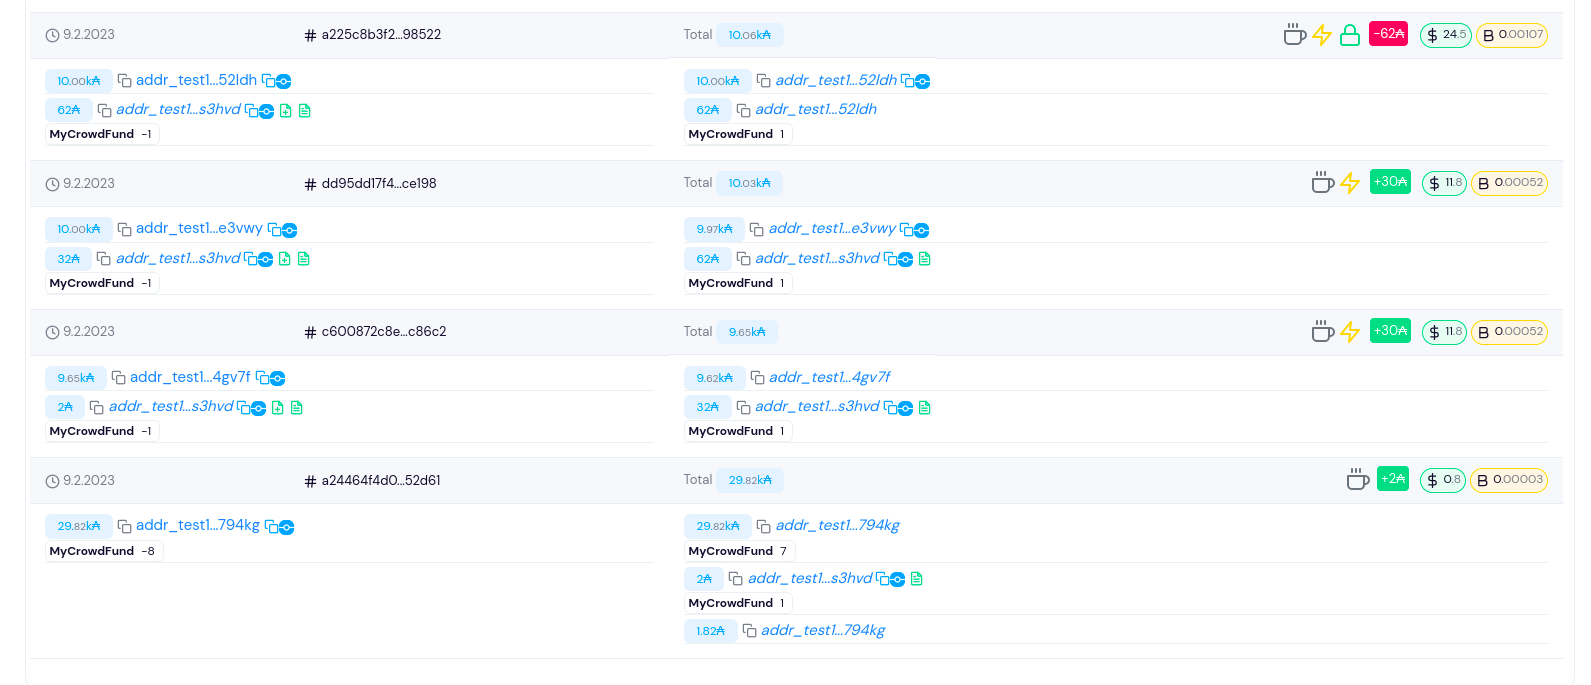 9.2.2023 # a225c8b3f2...98522 Total 10.06k₳ -62₳ $ 24.5 B 0.00107
10.00k₳ addr_test1...52ldh 10.00k₳ addr_test1...52ldh
62₳ addr_test1...s3hvd 62₳ addr_test1...52ldh
MyCrowdFund -1 MyCrowdFund 1
9.2.2023 # dd95dd17f4...ce198 Total 10.03k₳ +30₳ $ 11.8 B 0.00052
10.00k₳ addr_test1...e3vwy 9.97k₳ addr_test1...e3vwy
32₳ addr_test1...s3hvd 62₳ addr_test1...s3hvd
MyCrowdFund -1 MyCrowdFund 1
9.2.2023 # c600872c8e...c86c2 Total 9.65k₳ +30₳ $ 11.8 B 0.00052
9.65k₳ addr_test1...4gv7f 9.62k₳ addr_test1...4gv7f
2₳ addr_test1...s3hvd 32₳ addr_test1...s3hvd
MyCrowdFund -1 MyCrowdFund 1
9.2.2023 # a24464f4d0...52d61 Total 29.82k₳ +2₳ $ 0.8 B 0.00003
29.82k₳ addr_test1...794kg 29.82k₳ addr_test1...794kg
MyCrowdFund -8 MyCrowdFund 7
2₳ addr_test1...s3hvd
MyCrowdFund 1
1.82₳ addr_test1...794kg